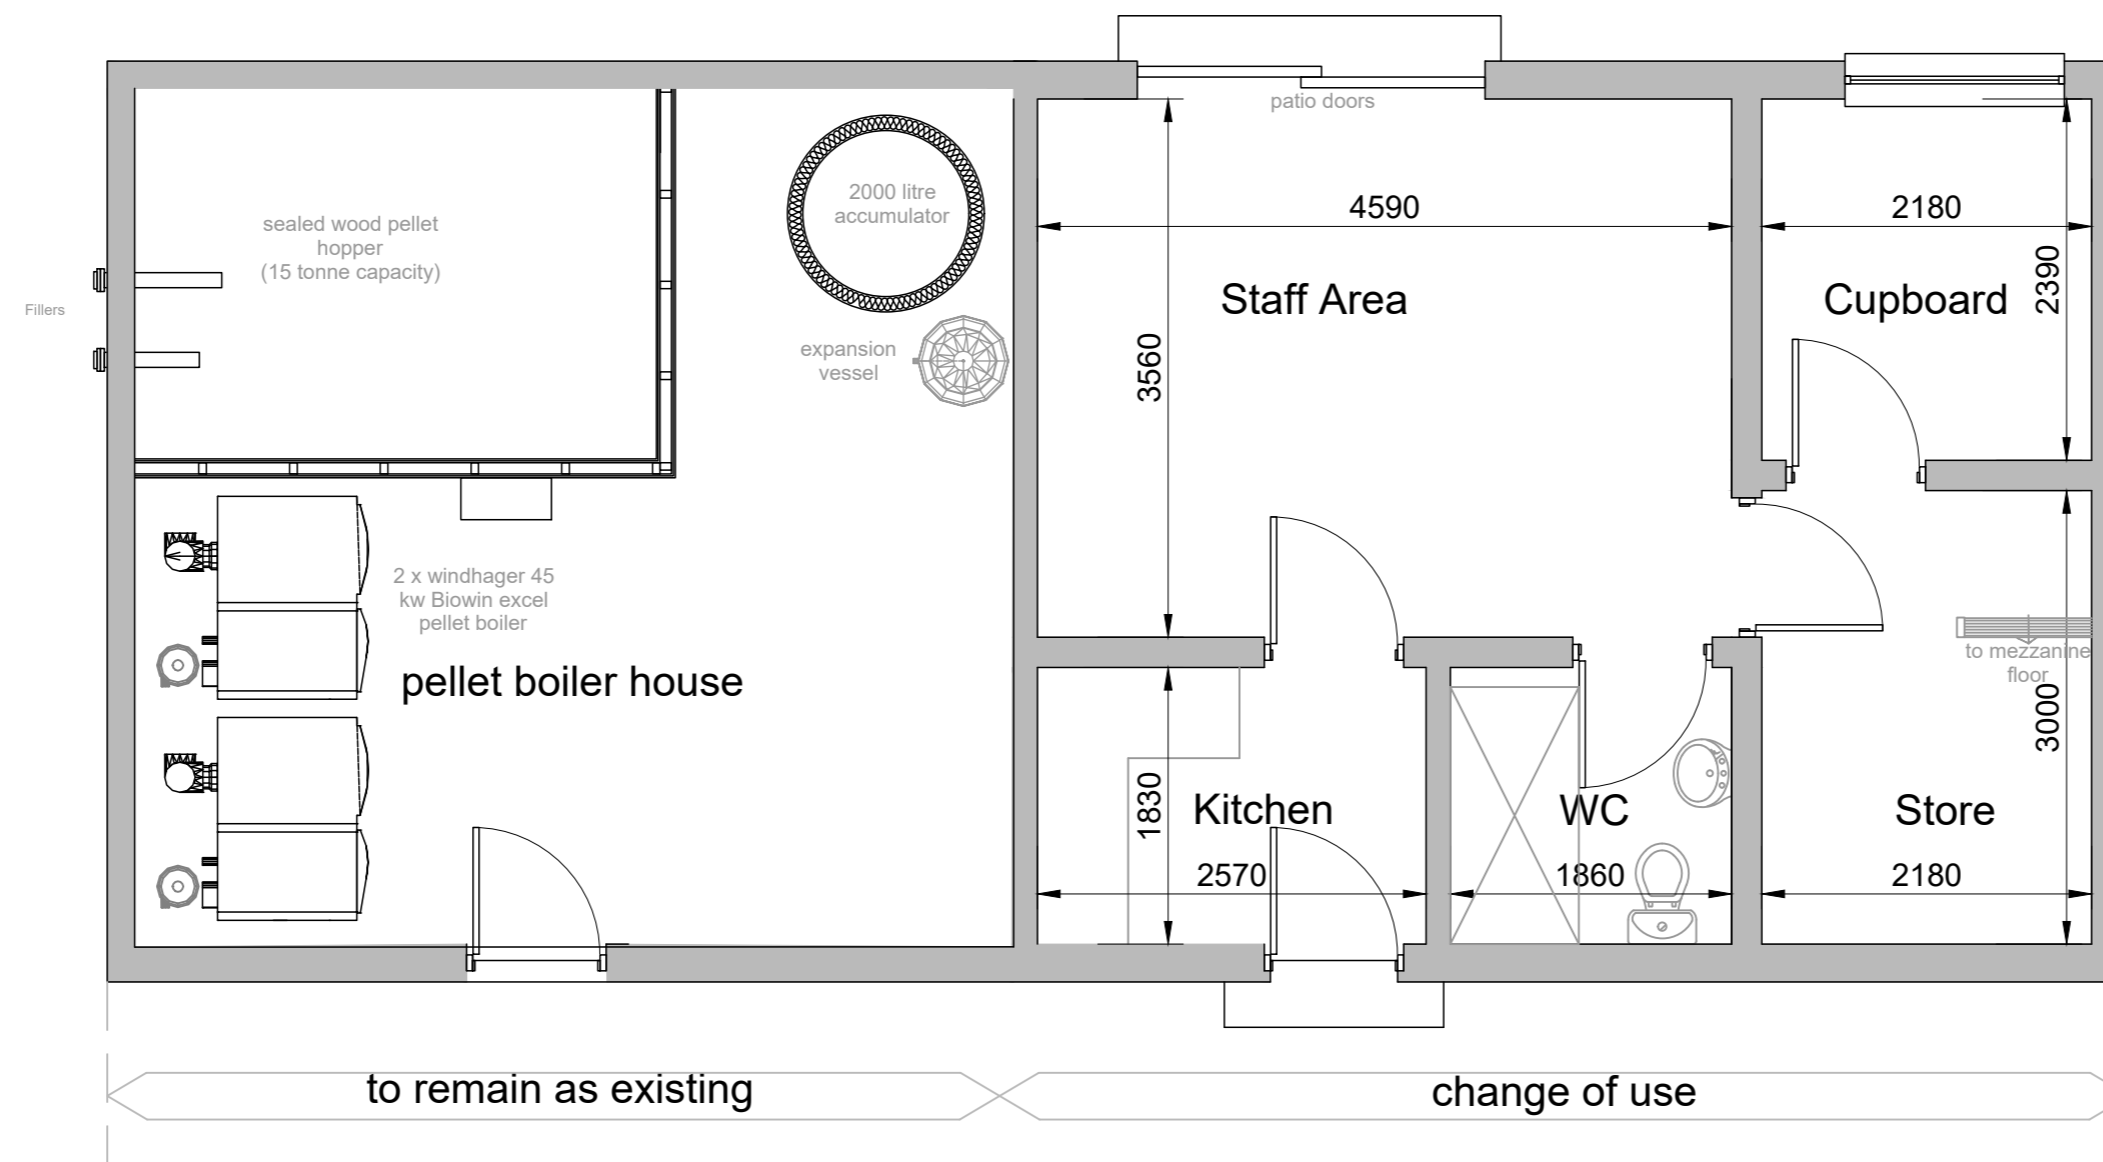 patio doors
sealed wood pellet
hopper
(15 tonne capacity)
2000 litre
accumulator
4590
2180
Fillers
expansion
vessel
3560
Staff Area
Cupboard
2390
2 x windhager 45
kw Biowin excel
pellet boiler
pellet boiler house
to mezzanine
floor
1830
Kitchen
2570
WC
1860
3000
Store
2180
to remain as existing
change of use